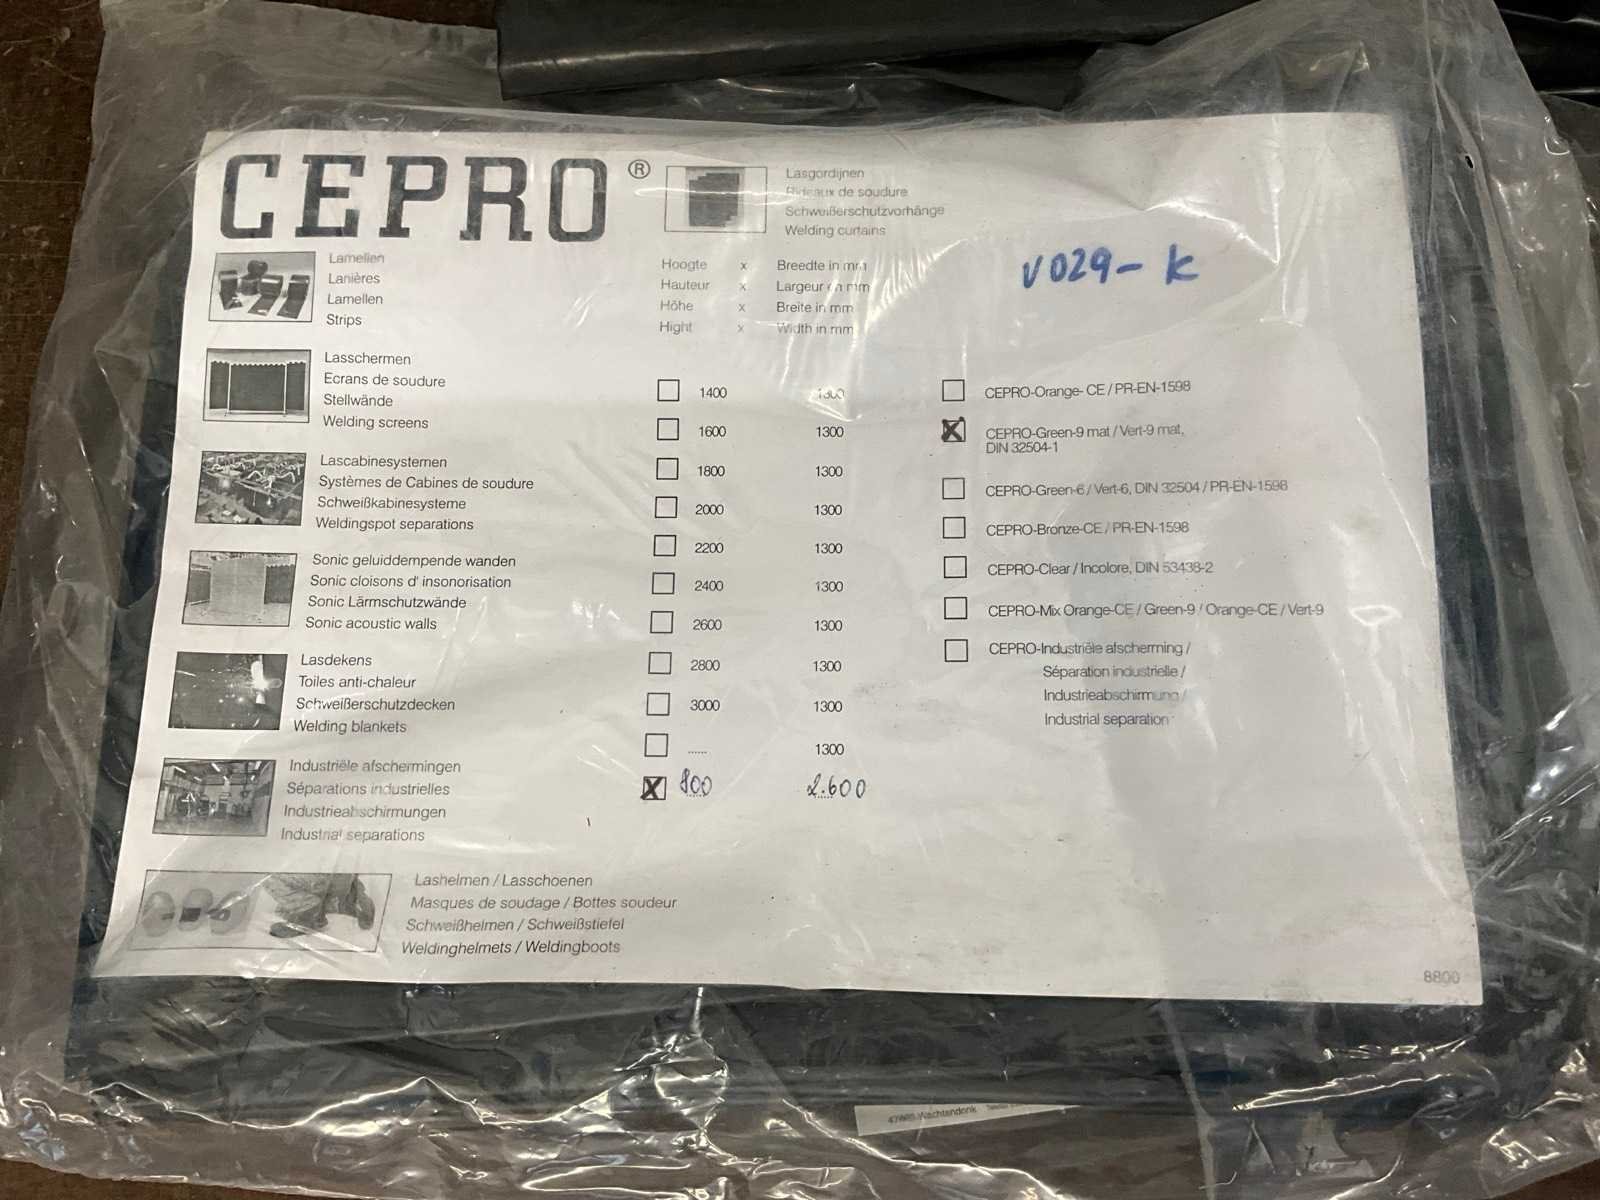 CEPRO ®
Lasgordijnen
Rideaux de soudure
Schweißerschutzvorhänge
Welding curtains
V029-K
Lamellen
Lanières
Lamellen
Strips
Hoogte x Breedte in mm
Hauteur x Largeur en mm
Höhe x Breite in mm
Hight x Width in mm
Lasschermen
Ecrans de soudure
Stellwände
Welding screens
Lascabinesystemen
Systèmes de Cabines de soudure
Schweißkabinesysteme
Weldingspot separations
Sonic geluiddempende wanden
Sonic cloisons d' insonorisation
Sonic Lärmschutzwände
Sonic acoustic walls
Lasdekens
Toiles anti-chaleur
Schweißerschutzdecken
Welding blankets
Industriële afschermingen
Séparations industrielles
Industrieabschirmungen
Industrial separations
Lashelmen / Lasschoenen
Masques de soudage / Bottes soudeur
Schweißhelmen / Schweißstiefel
Weldinghelmets / Weldingboots
1400 1300
1600 1300
1800 1300
2000 1300
2200 1300
2400 1300
2600 1300
2800 1300
3000 1300
...... 1300
X 800 2.600
CEPRO-Orange- CE / PR-EN-1598
X CEPRO-Green-9 mat / Vert-9 mat,
DIN 32504-1
CEPRO-Green-6 / Vert-6, DIN 32504 / PR-EN-1598
CEPRO-Bronze-CE / PR-EN-1598
CEPRO-Clear / Incolore, DIN 53438-2
CEPRO-Mix Orange-CE / Green-9 / Orange-CE / Vert-9
CEPRO-Industriële afscherming /
Séparation industrielle /
Industrieabschirmung /
Industrial separation
8800
Wachtendonk